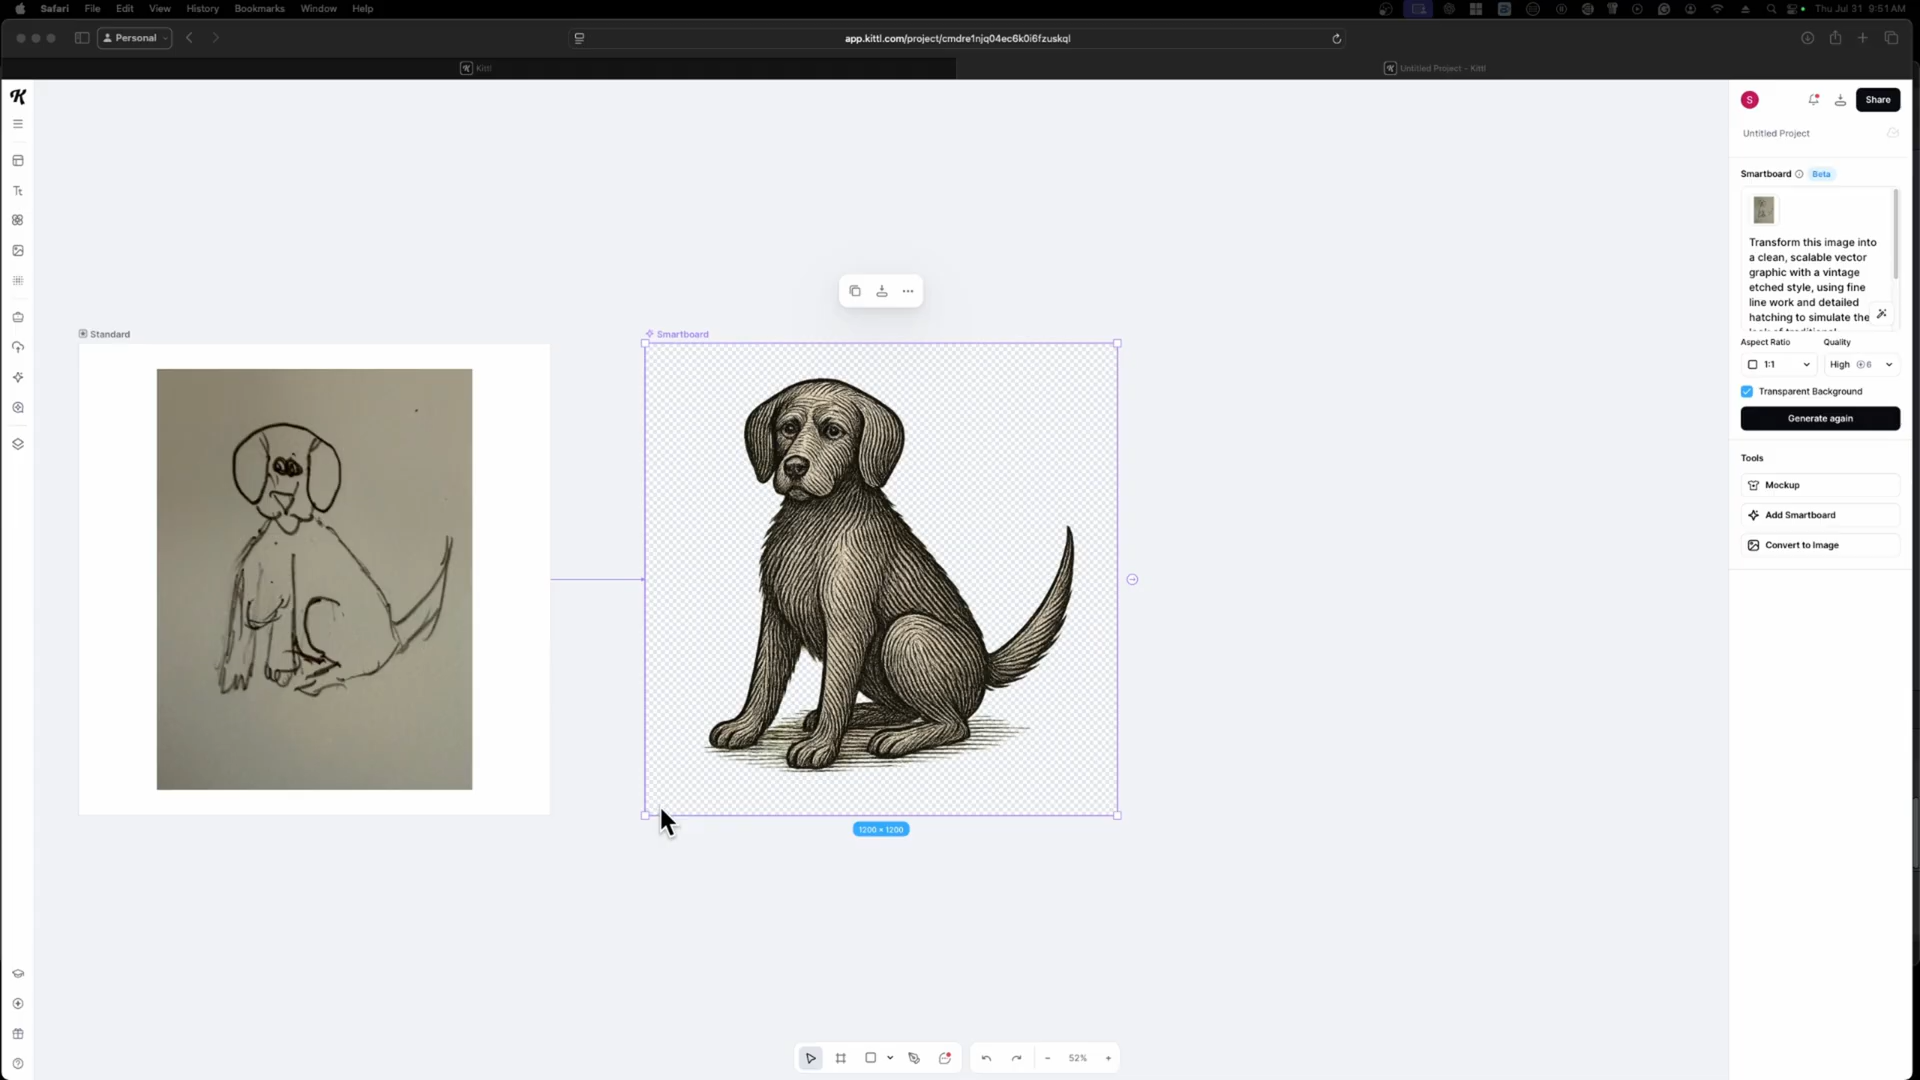 Safari File Edit View History Bookmarks Window Help Thu Jul 31 9:51 AM
Personal app.kittl.com/project/cmdre1njq04ec6k0i6fzuskql
Kittl Untitled Project - Kittl
Share
Untitled Project
Smartboard Beta
Transform this image into
a clean, scalable vector
graphic with a vintage
etched style, using fine
line work and detailed
hatching to simulate the
Aspect Ratio Quality
1:1 High 6
Transparent Background
Generate again
Tools
Mockup
Add Smartboard
Convert to Image
Standard
Smartboard
1200 × 1200
Tt
52%